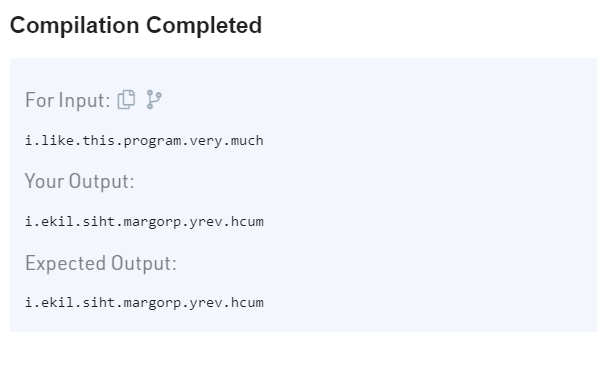 Compilation Completed
For Input:
i.like.this.program.very.much
Your Output:
i.ekil.siht.margorp.yrev.hcum
Expected Output:
i.ekil.siht.margorp.yrev.hcum